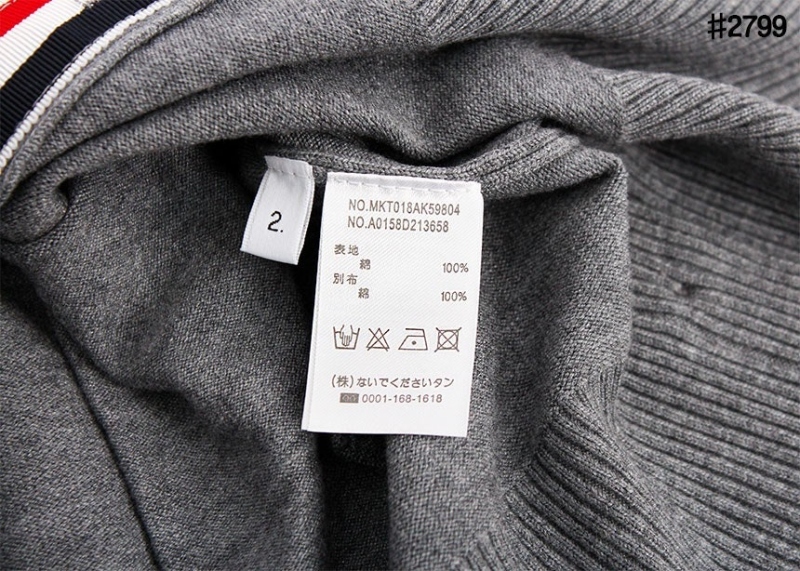 #2799
2.
NO.MKT018AK59804
NO.A0158D213658
表地
綿 100%
別布
綿 100%
(株)ないでくださいタン
0001-168-1618